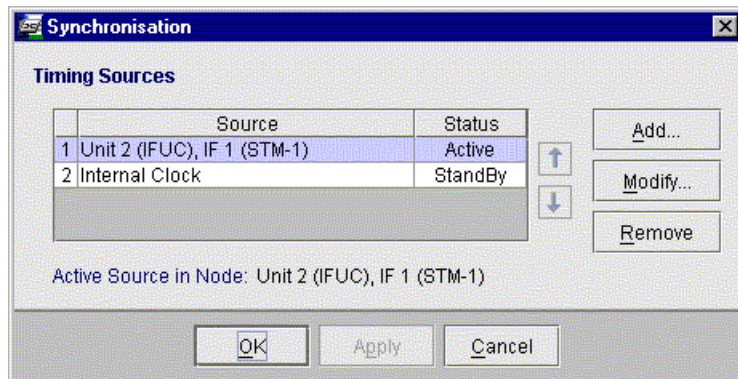 Synchronisation
Timing Sources
Source Status
1 Unit 2 (IFUC), IF 1 (STM-1) Active
2 Internal Clock StandBy
Add...
Modify...
Remove
Active Source in Node: Unit 2 (IFUC), IF 1 (STM-1)
OK Apply Cancel